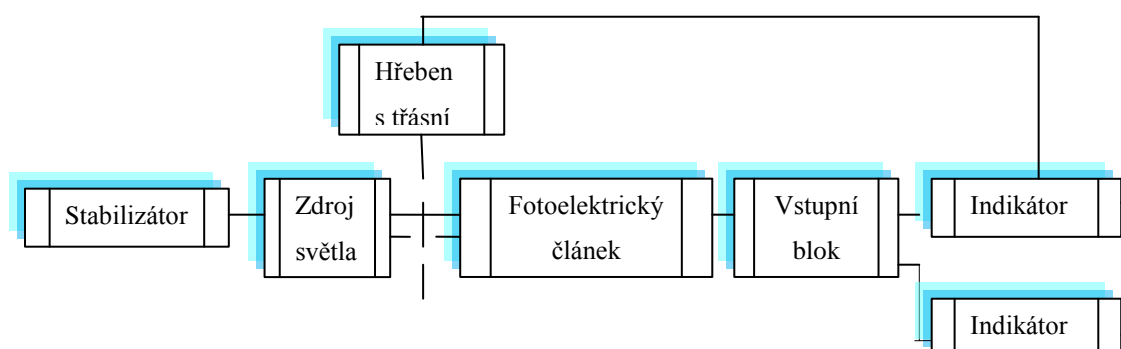 Hřeben
s třásní
Stabilizátor
Zdroj
světla
Fotoelektrický
článek
Vstupní
blok
Indikátor
Indikátor